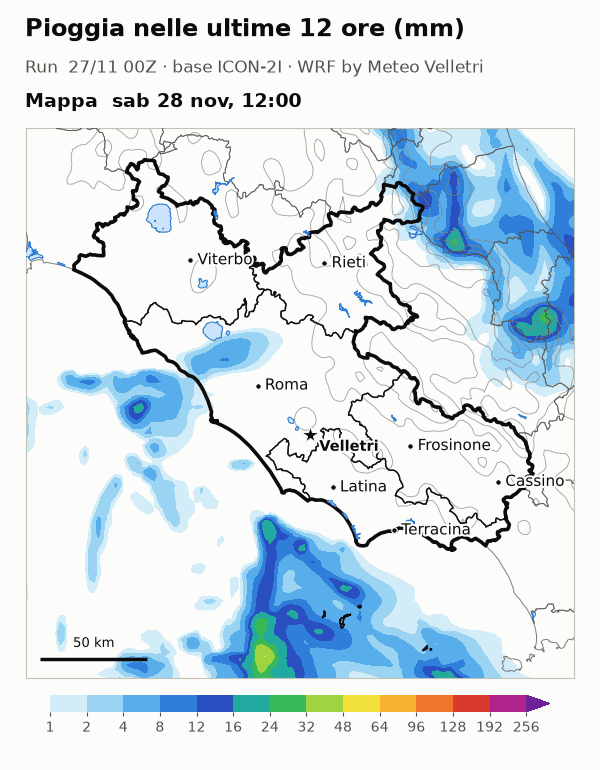 Pioggia nelle ultime 12 ore (mm)
Run  27/11 00Z · base ICON-2I · WRF by Meteo Velletri
Mappa  sab 28 nov, 12:00
Viterbo
Rieti
Roma
Velletri
Frosinone
Cassino
Latina
Terracina
50 km
1 2 4 8 12 16 24 32 48 64 96 128 192 256